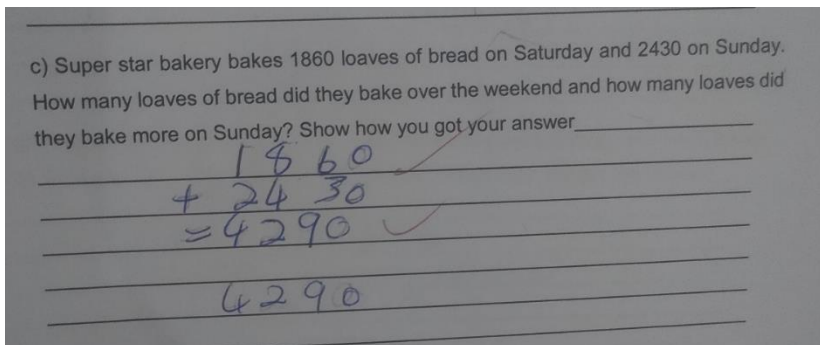 c) Super star bakery bakes 1860 loaves of bread on Saturday and 2430 on Sunday.
How many loaves of bread did they bake over the weekend and how many loaves did
they bake more on Sunday? Show how you got your answer
1860
+ 2430
= 4290
4290